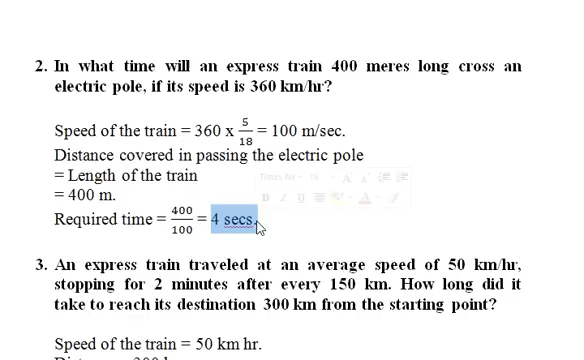 2. In what time will an express train 400 meres long cross an
electric pole, if its speed is 360 km/hr?
Speed of the train = 360 x 5/18 = 100 m/sec.
Distance covered in passing the electric pole
= Length of the train
= 400 m.
Required time = 400/100 = 4 secs.
3. An express train traveled at an average speed of 50 km/hr,
stopping for 2 minutes after every 150 km. How long did it
take to reach its destination 300 km from the starting point?
Speed of the train = 50 km hr.